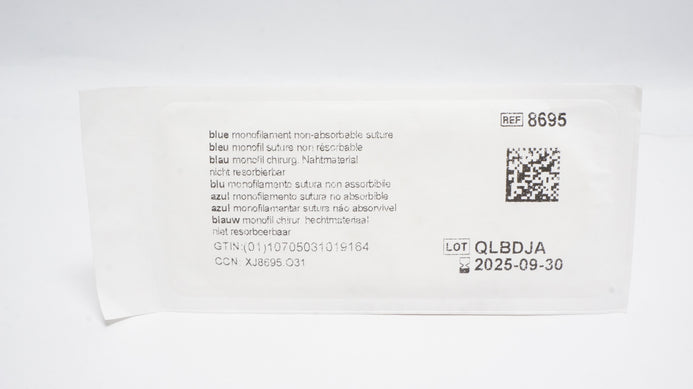 blue monofilament non-absorbable suture
bleu monofil suture non résorbable
blau monofil chirurg. Nahtmaterial
nicht resorbierbar
blu monofilamento sutura non assorbibile
azul monofilamento sutura no absorbible
azul monofilamentar sutura não absorvível
blauw monofil chirur. hechtmateriaal
niet resorbeerbaar
GTIN:(01)10705031019164
CCN: XJ8695.O31
REF 8695
LOT QLBDJA
2025-09-30